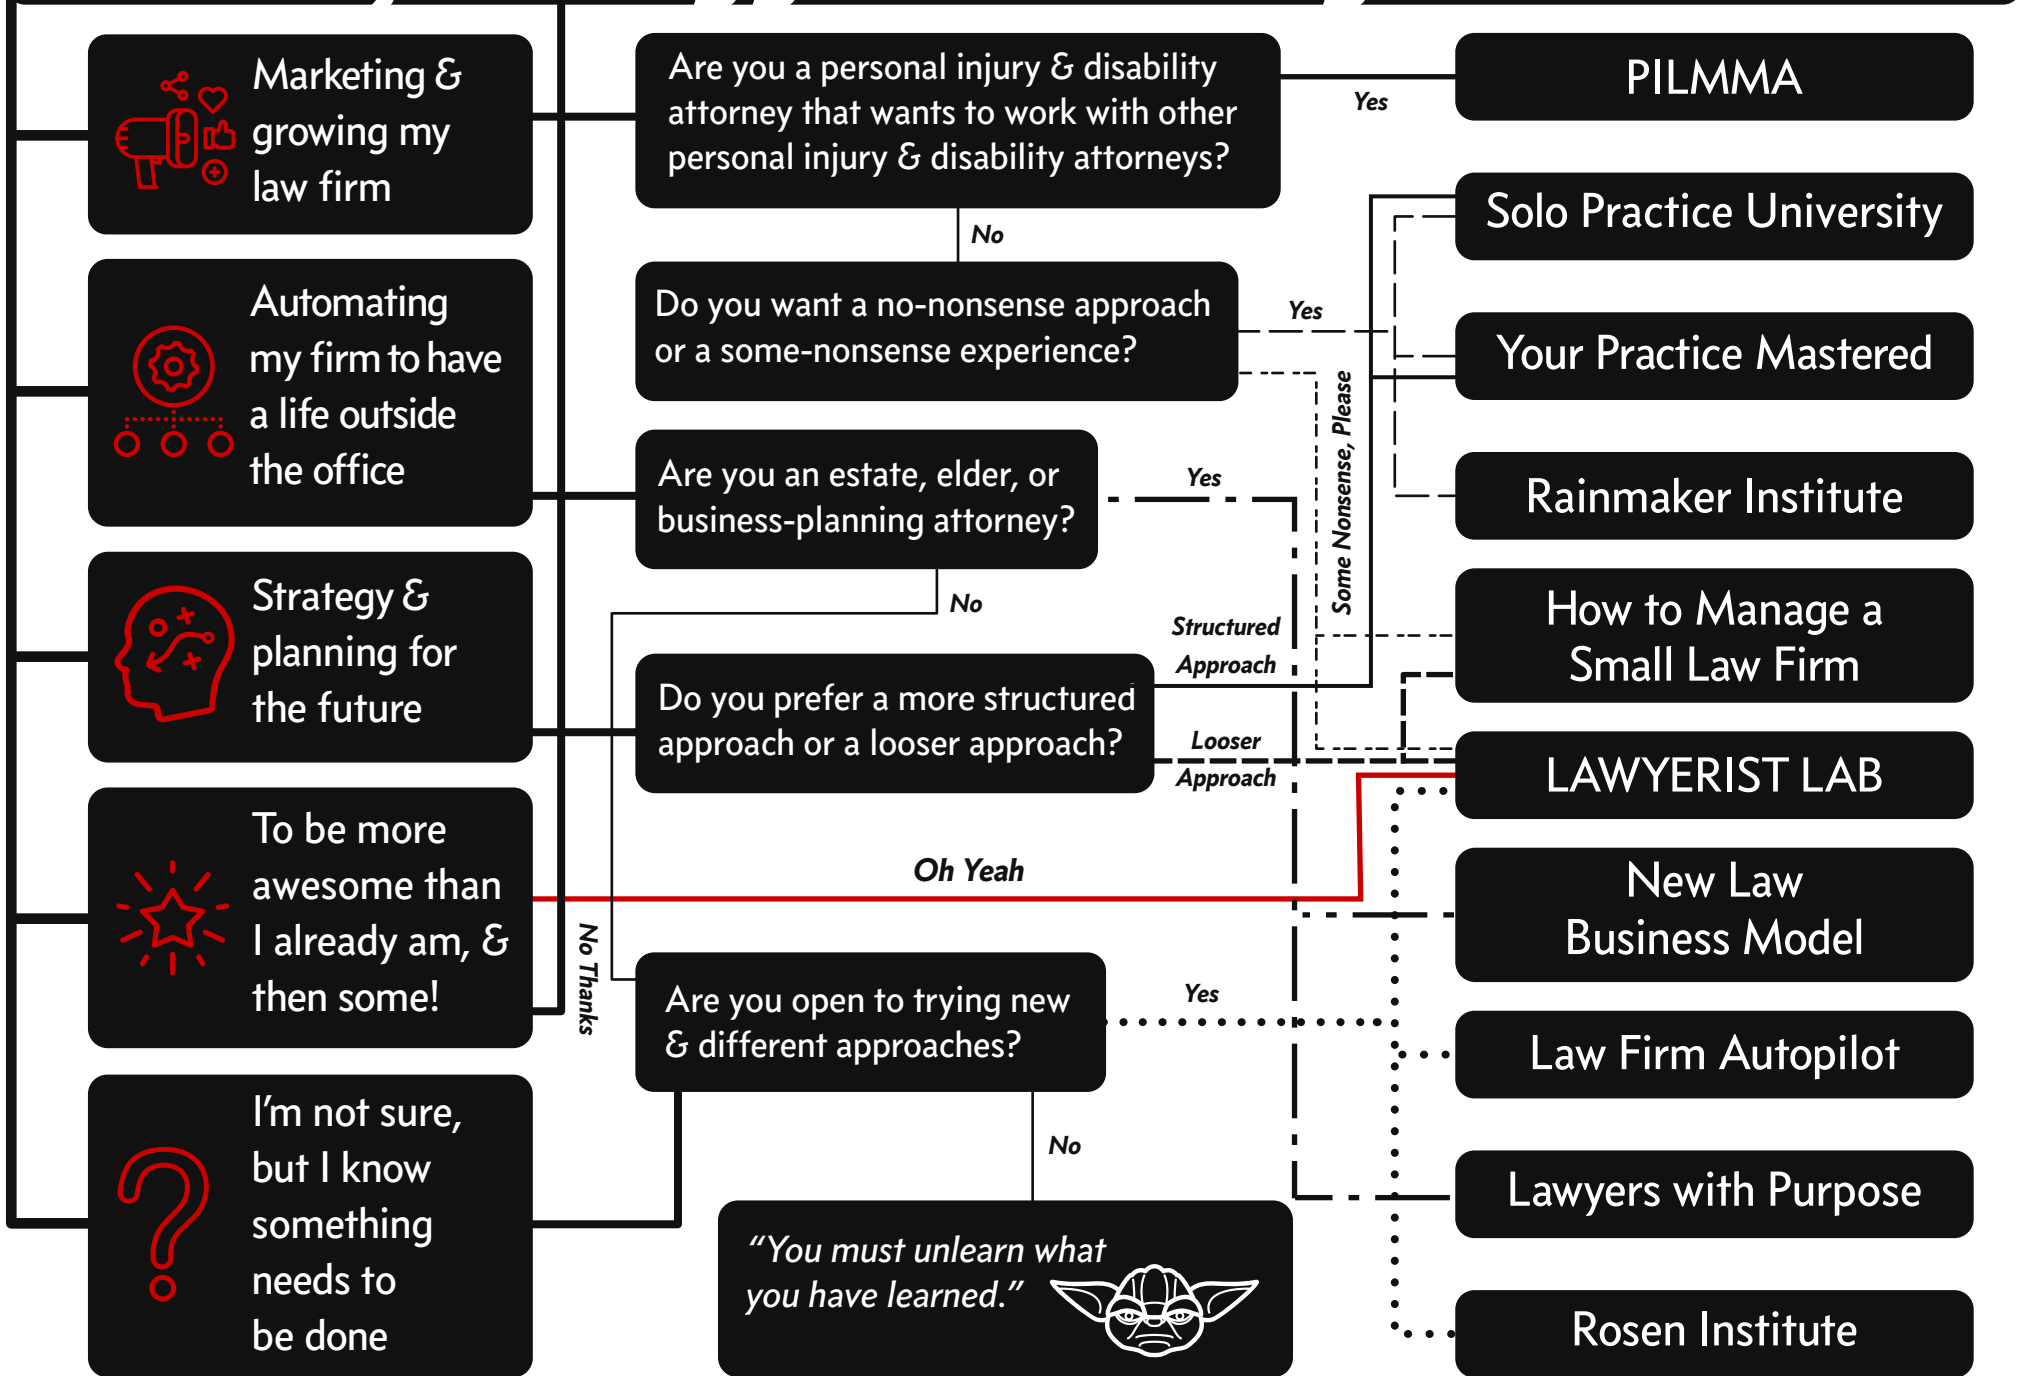 Marketing &
growing my
law firm
Automating
my firm to have
a life outside
the office
Strategy &
planning for
the future
To be more
awesome than
I already am, &
then some!
I'm not sure,
but I know
something
needs to
be done
Are you a personal injury & disability
attorney that wants to work with other
personal injury & disability attorneys?
Yes
No
Do you want a no-nonsense approach
or a some-nonsense experience?
Yes
Some Nonsense, Please
Are you an estate, elder, or
business-planning attorney?
Yes
No
Do you prefer a more structured
approach or a looser approach?
Structured
Approach
Looser
Approach
Oh Yeah
No Thanks
Are you open to trying new
& different approaches?
Yes
No
“You must unlearn what
you have learned.”
PILMMA
Solo Practice University
Your Practice Mastered
Rainmaker Institute
How to Manage a
Small Law Firm
LAWYERIST LAB
New Law
Business Model
Law Firm Autopilot
Lawyers with Purpose
Rosen Institute